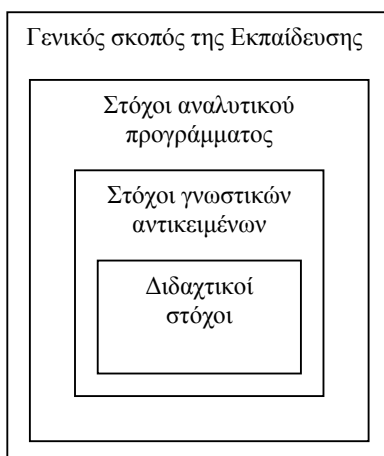 Γενικός σκοπός της Εκπαίδευσης
Στόχοι αναλυτικού
προγράμματος
Στόχοι γνωστικών
αντικειμένων
Διδαχτικοί
στόχοι